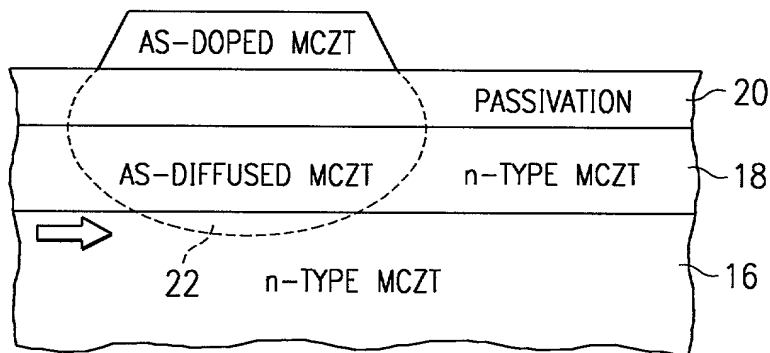 AS-DOPED MCZT
PASSIVATION
20
AS-DIFFUSED MCZT
n-TYPE MCZT
18
22
n-TYPE MCZT
16